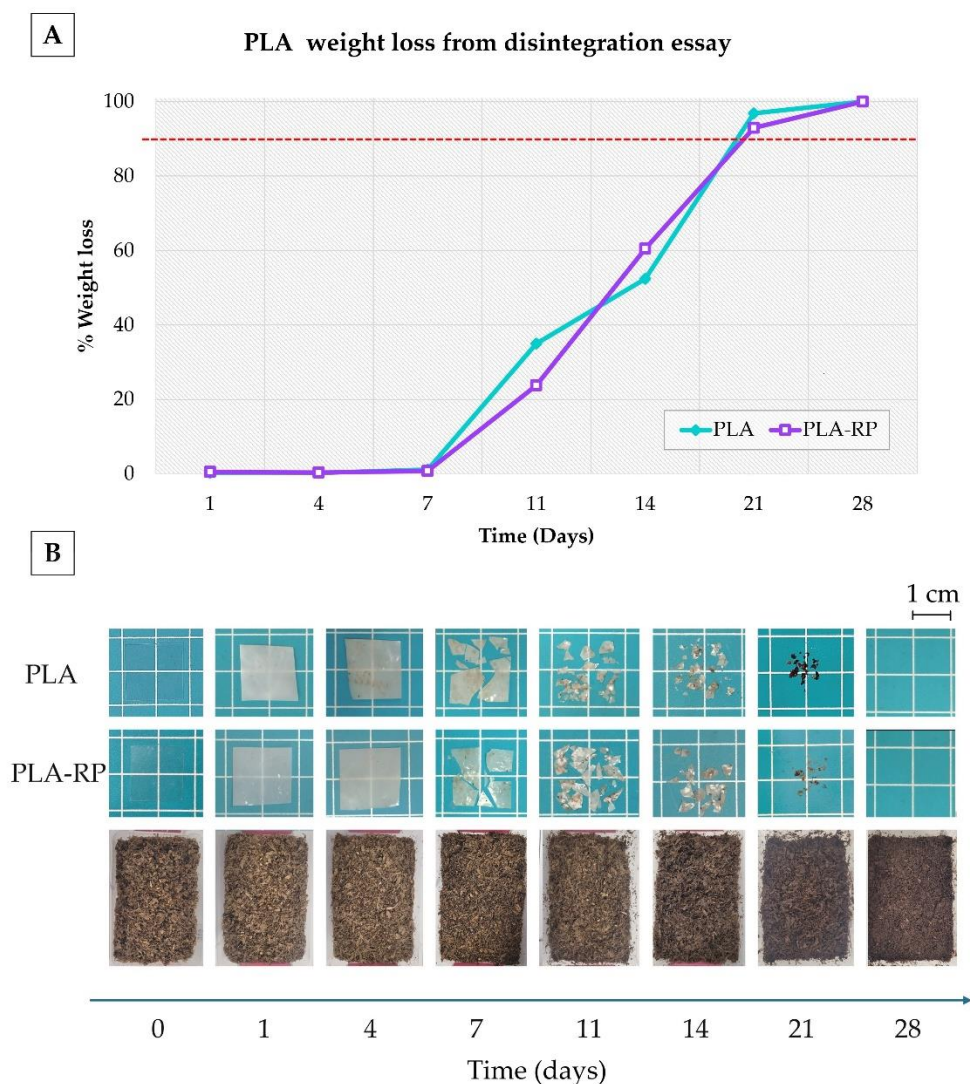 A
PLA weight loss from disintegration essay
100
80
60
40
20
0
% Weight loss
PLA PLA-RP
1 4 7 11 14 21 28
Time (Days)
B
1 cm
PLA
PLA-RP
0 1 4 7 11 14 21 28
Time (days)